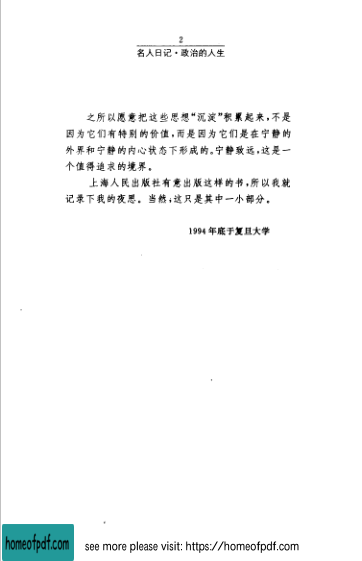 2
名人日记·政治的人生
之所以愿意把这些思想“沉淀”积累起来，不是
因为它们有特别的价值，而是因为它们是在宁静的
外界和宁静的内心状态下形成的。宁静致远，这是一
个值得追求的境界。
上海人民出版社有意出版这样的书，所以我就
记录下我的夜思。当然，这只是其中一小部分。
1994年底于复旦大学
homeofpdf.com
see more please visit: https://homeofpdf.com